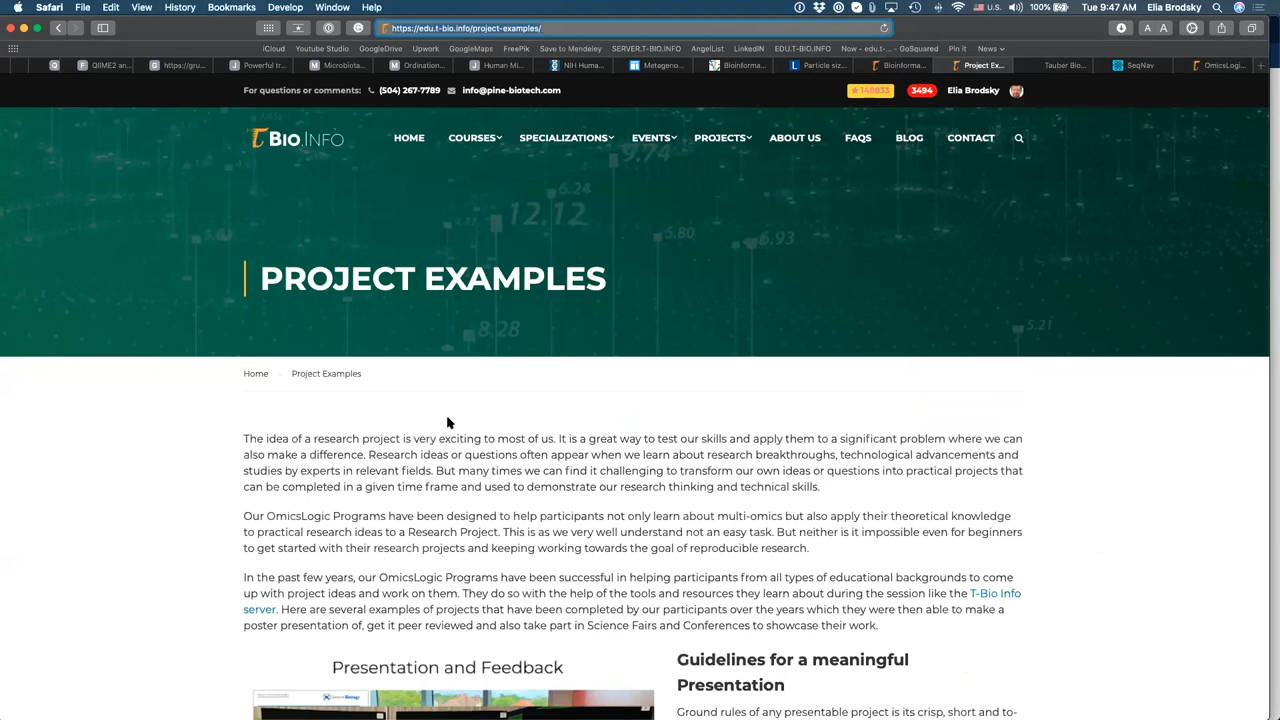 Safari File Edit View History Bookmarks Develop Window Help U.S. 100% Tue 9:47 AM Elia Brodsky
https://edu.t-bio.info/project-examples/
iCloud Youtube Studio GoogleDrive Upwork GoogleMaps FreePik Save to Mendeley SERVER.T-BIO.INFO AngelList LinkedIN EDU.T-BIO.INFO Now - GoSquared Pin it News
QIIME2 an... https://gru... Powerful tr... Microbiota... Ordination... Human Mi... NIH Huma... Metageno... Bioinforma... Particle siz... Bioinforma... Project Ex... Tauber Bio... SeqNav OmicsLogi...
For questions or comments: (504) 267-7789 info@pine-biotech.com 148833 3494 Elia Brodsky
T BIO.INFO HOME COURSES SPECIALIZATIONS EVENTS PROJECTS ABOUT US FAQS BLOG CONTACT
9.74
6.24
12.12
4.27
5.80
6.93
PROJECT EXAMPLES
8.28
5.21
Home Project Examples
The idea of a research project is very exciting to most of us. It is a great way to test our skills and apply them to a significant problem where we can
also make a difference. Research ideas or questions often appear when we learn about research breakthroughs, technological advancements and
studies by experts in relevant fields. But many times we can find it challenging to transform our own ideas or questions into practical projects that
can be completed in a given time frame and used to demonstrate our research thinking and technical skills.
Our OmicsLogic Programs have been designed to help participants not only learn about multi-omics but also apply their theoretical knowledge
to practical research ideas to a Research Project. This is as we very well understand not an easy task. But neither is it impossible even for beginners
to get started with their research projects and keeping working towards the goal of reproducible research.
In the past few years, our OmicsLogic Programs have been successful in helping participants from all types of educational backgrounds to come
up with project ideas and work on them. They do so with the help of the tools and resources they learn about during the session like the T-Bio Info
server. Here are several examples of projects that have been completed by our participants over the years which they were then able to make a
poster presentation of, get it peer reviewed and also take part in Science Fairs and Conferences to showcase their work.
Presentation and Feedback
Guidelines for a meaningful
Presentation
Ground rules of any presentable project is its crisp, short and to-